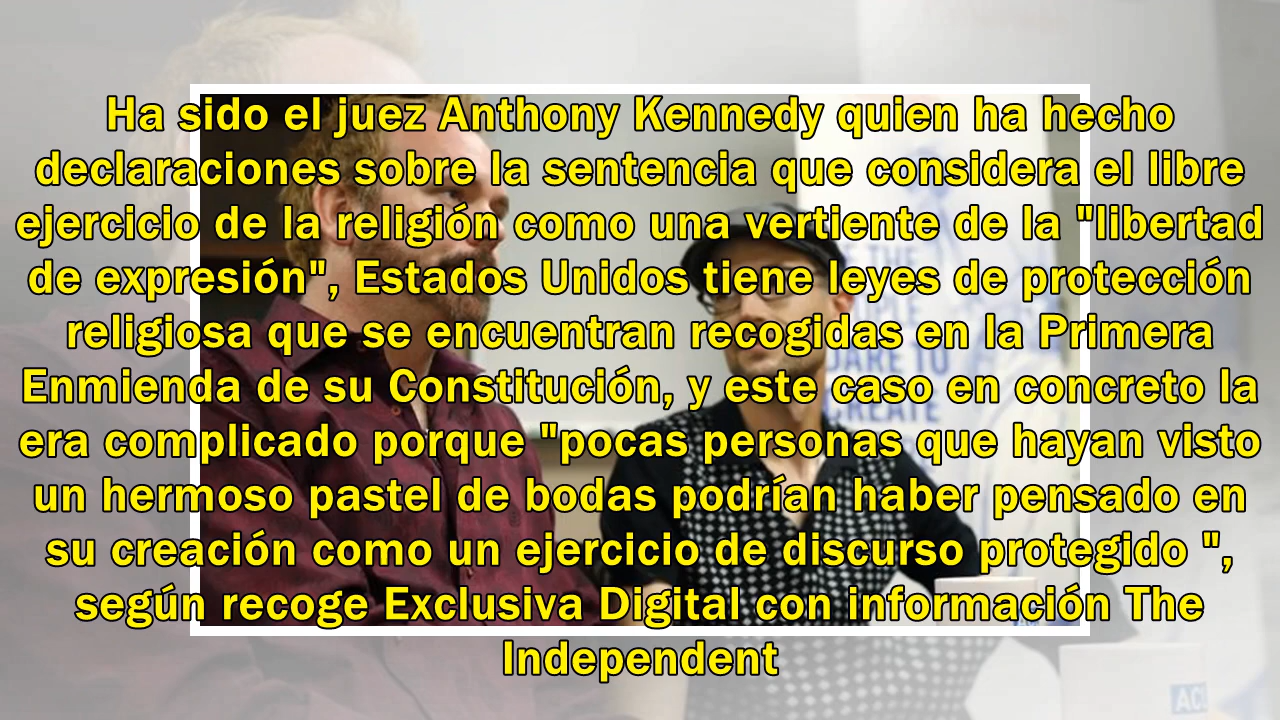 Ha sido el juez Anthony Kennedy quien ha hecho
declaraciones sobre la sentencia que considera el libre
ejercicio de la religión como una vertiente de la "libertad
de expresión", Estados Unidos tiene leyes de protección
religiosa que se encuentran recogidas en la Primera
Enmienda de su Constitución, y este caso en concreto la
era complicado porque "pocas personas que hayan visto
un hermoso pastel de bodas podrían haber pensado en
su creación como un ejercicio de discurso protegido ",
según recoge Exclusiva Digital con información The
Independent
THE
DARE TO
CREATE